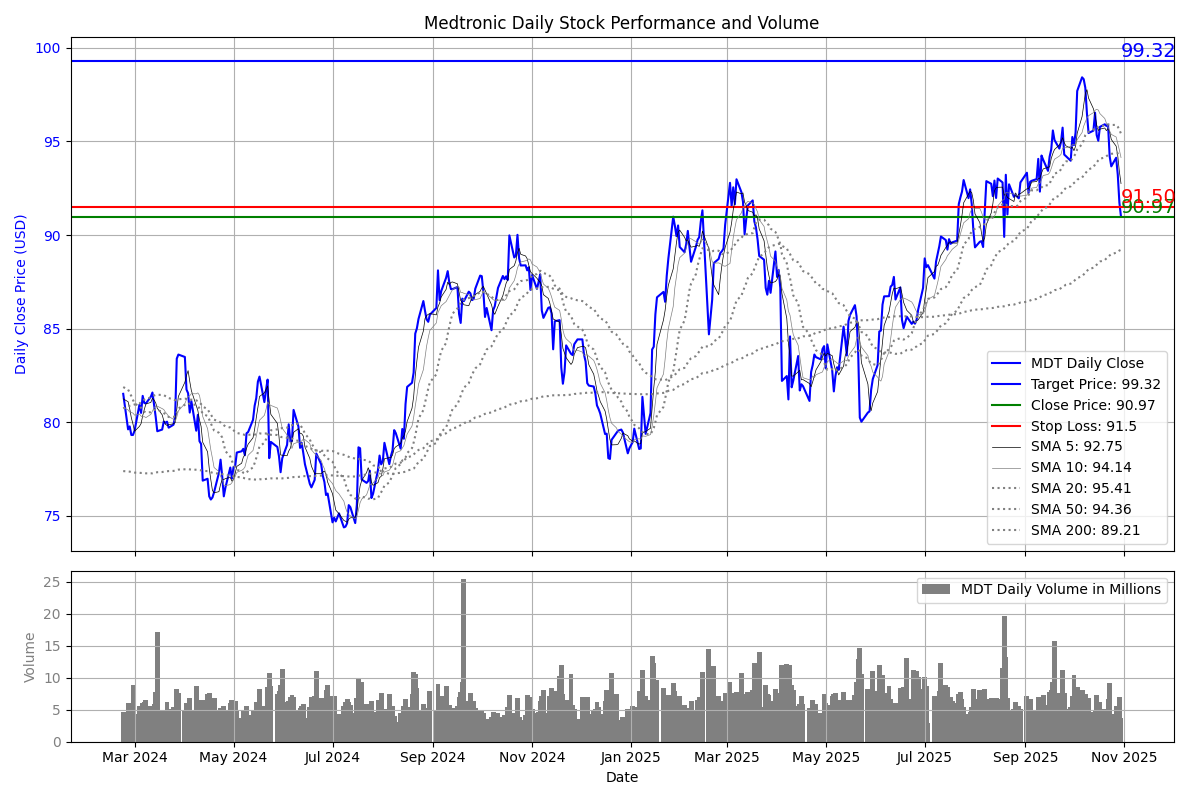 Medtronic Daily Stock Performance and Volume
Daily Close Price (USD)
100
95
90
85
80
75
99.32
91.50
90.97
MDT Daily Close
Target Price: 99.32
Close Price: 90.97
Stop Loss: 91.5
SMA 5: 92.75
SMA 10: 94.14
SMA 20: 95.41
SMA 50: 94.36
SMA 200: 89.21
Volume
25
20
15
10
5
0
MDT Daily Volume in Millions
Mar 2024 May 2024 Jul 2024 Sep 2024 Nov 2024 Jan 2025 Mar 2025 May 2025 Jul 2025 Sep 2025 Nov 2025
Date